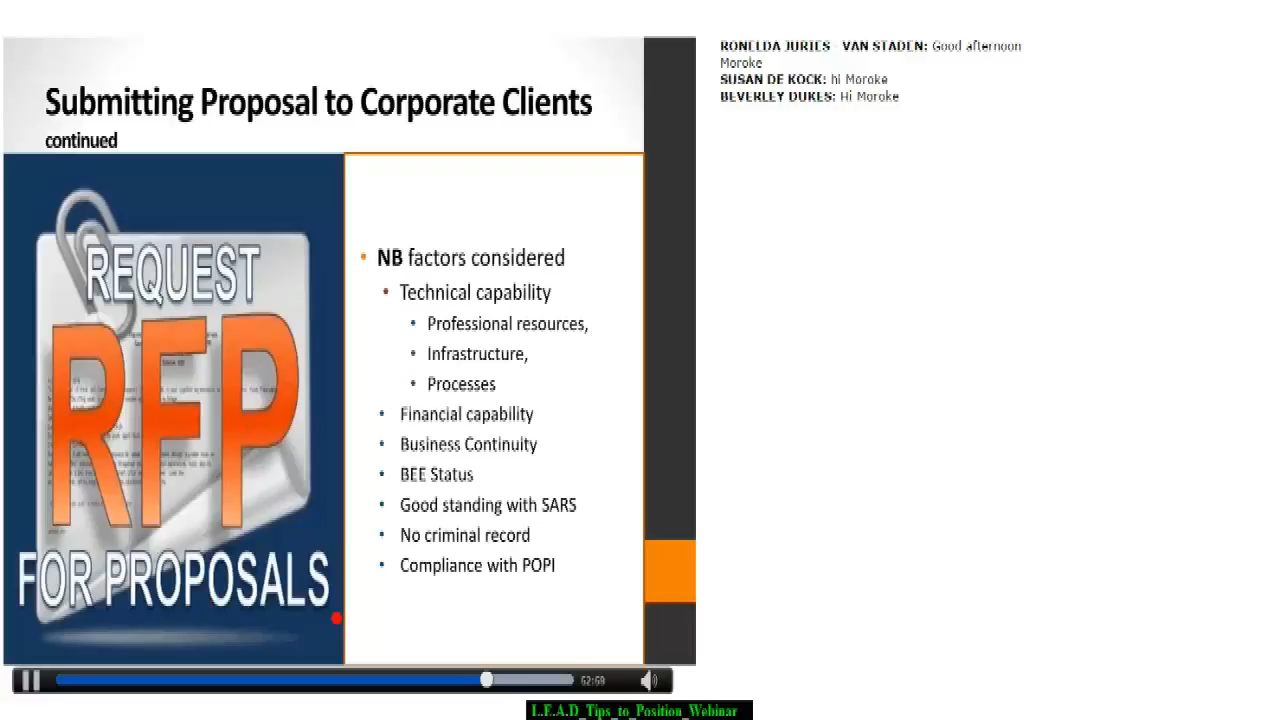 Submitting Proposal to Corporate Clients
continued
REQUEST
RFP
FOR PROPOSALS
• NB factors considered
• Technical capability
• Professional resources,
• Infrastructure,
• Processes
• Financial capability
• Business Continuity
• BEE Status
• Good standing with SARS
• No criminal record
• Compliance with POPI
RONELDA JURIES - VAN STADEN: Good afternoon
Moroke
SUSAN DE KOCK: hi Moroke
BEVERLEY DUKES: Hi Moroke
L.E.A.D_Tips_to_Position_Webinar